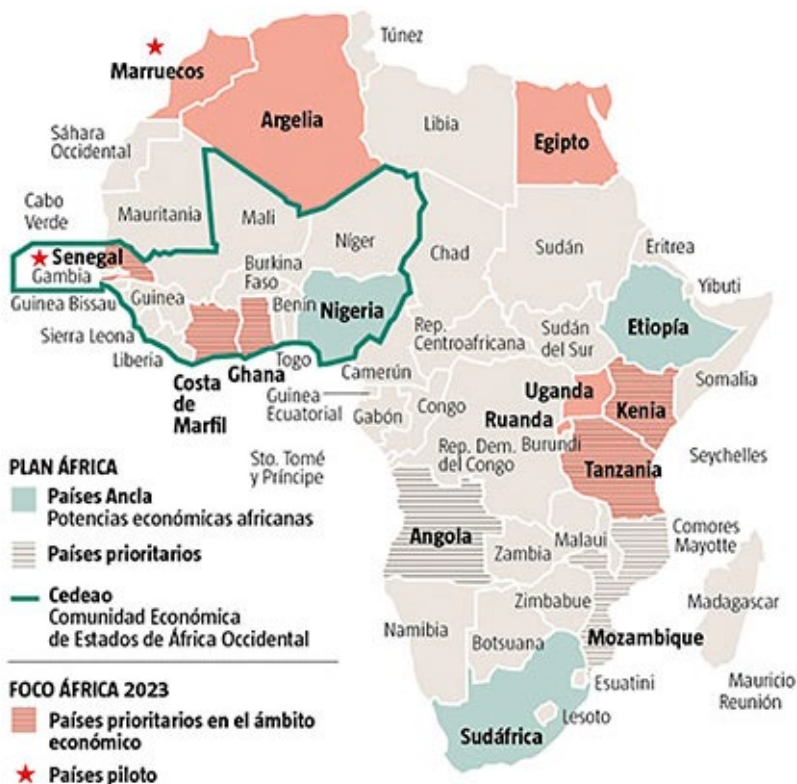 Túnez
Marruecos
Argelia
Libia
Egipto
Sáhara
Occidental
Cabo
Verde
Mauritania
Mali
Níger
Chad
Sudán
Eritrea
Yibuti
Senegal
Gambia
Guinea Bissau
Guinea
Burkina
Faso
Benín
Nigeria
Etiopía
Sierra Leona
Liberia
Costa
de
Marfil
Ghana
Togo
Camerún
Rep.
Centroafricana
Sudán
del Sur
Somalia
Guinea
Ecuatorial
Gabón
Congo
Uganda
Ruanda
Kenia
Rep. Dem.
del Congo
Burundi
Tanzania
Seychelles
Sto. Tomé
y Príncipe
Angola
Zambia
Malaui
Comores
Mayotte
Zimbabue
Madagascar
Namibia
Botsuana
Mozambique
Mauricio
Reunión
Esuatini
Lesoto
Sudáfrica
PLAN ÁFRICA
Países Ancla
Potencias económicas africanas
Países prioritarios
Cedeao
Comunidad Económica
de Estados de África Occidental
FOCO ÁFRICA 2023
Países prioritarios en el ámbito
económico
Países piloto